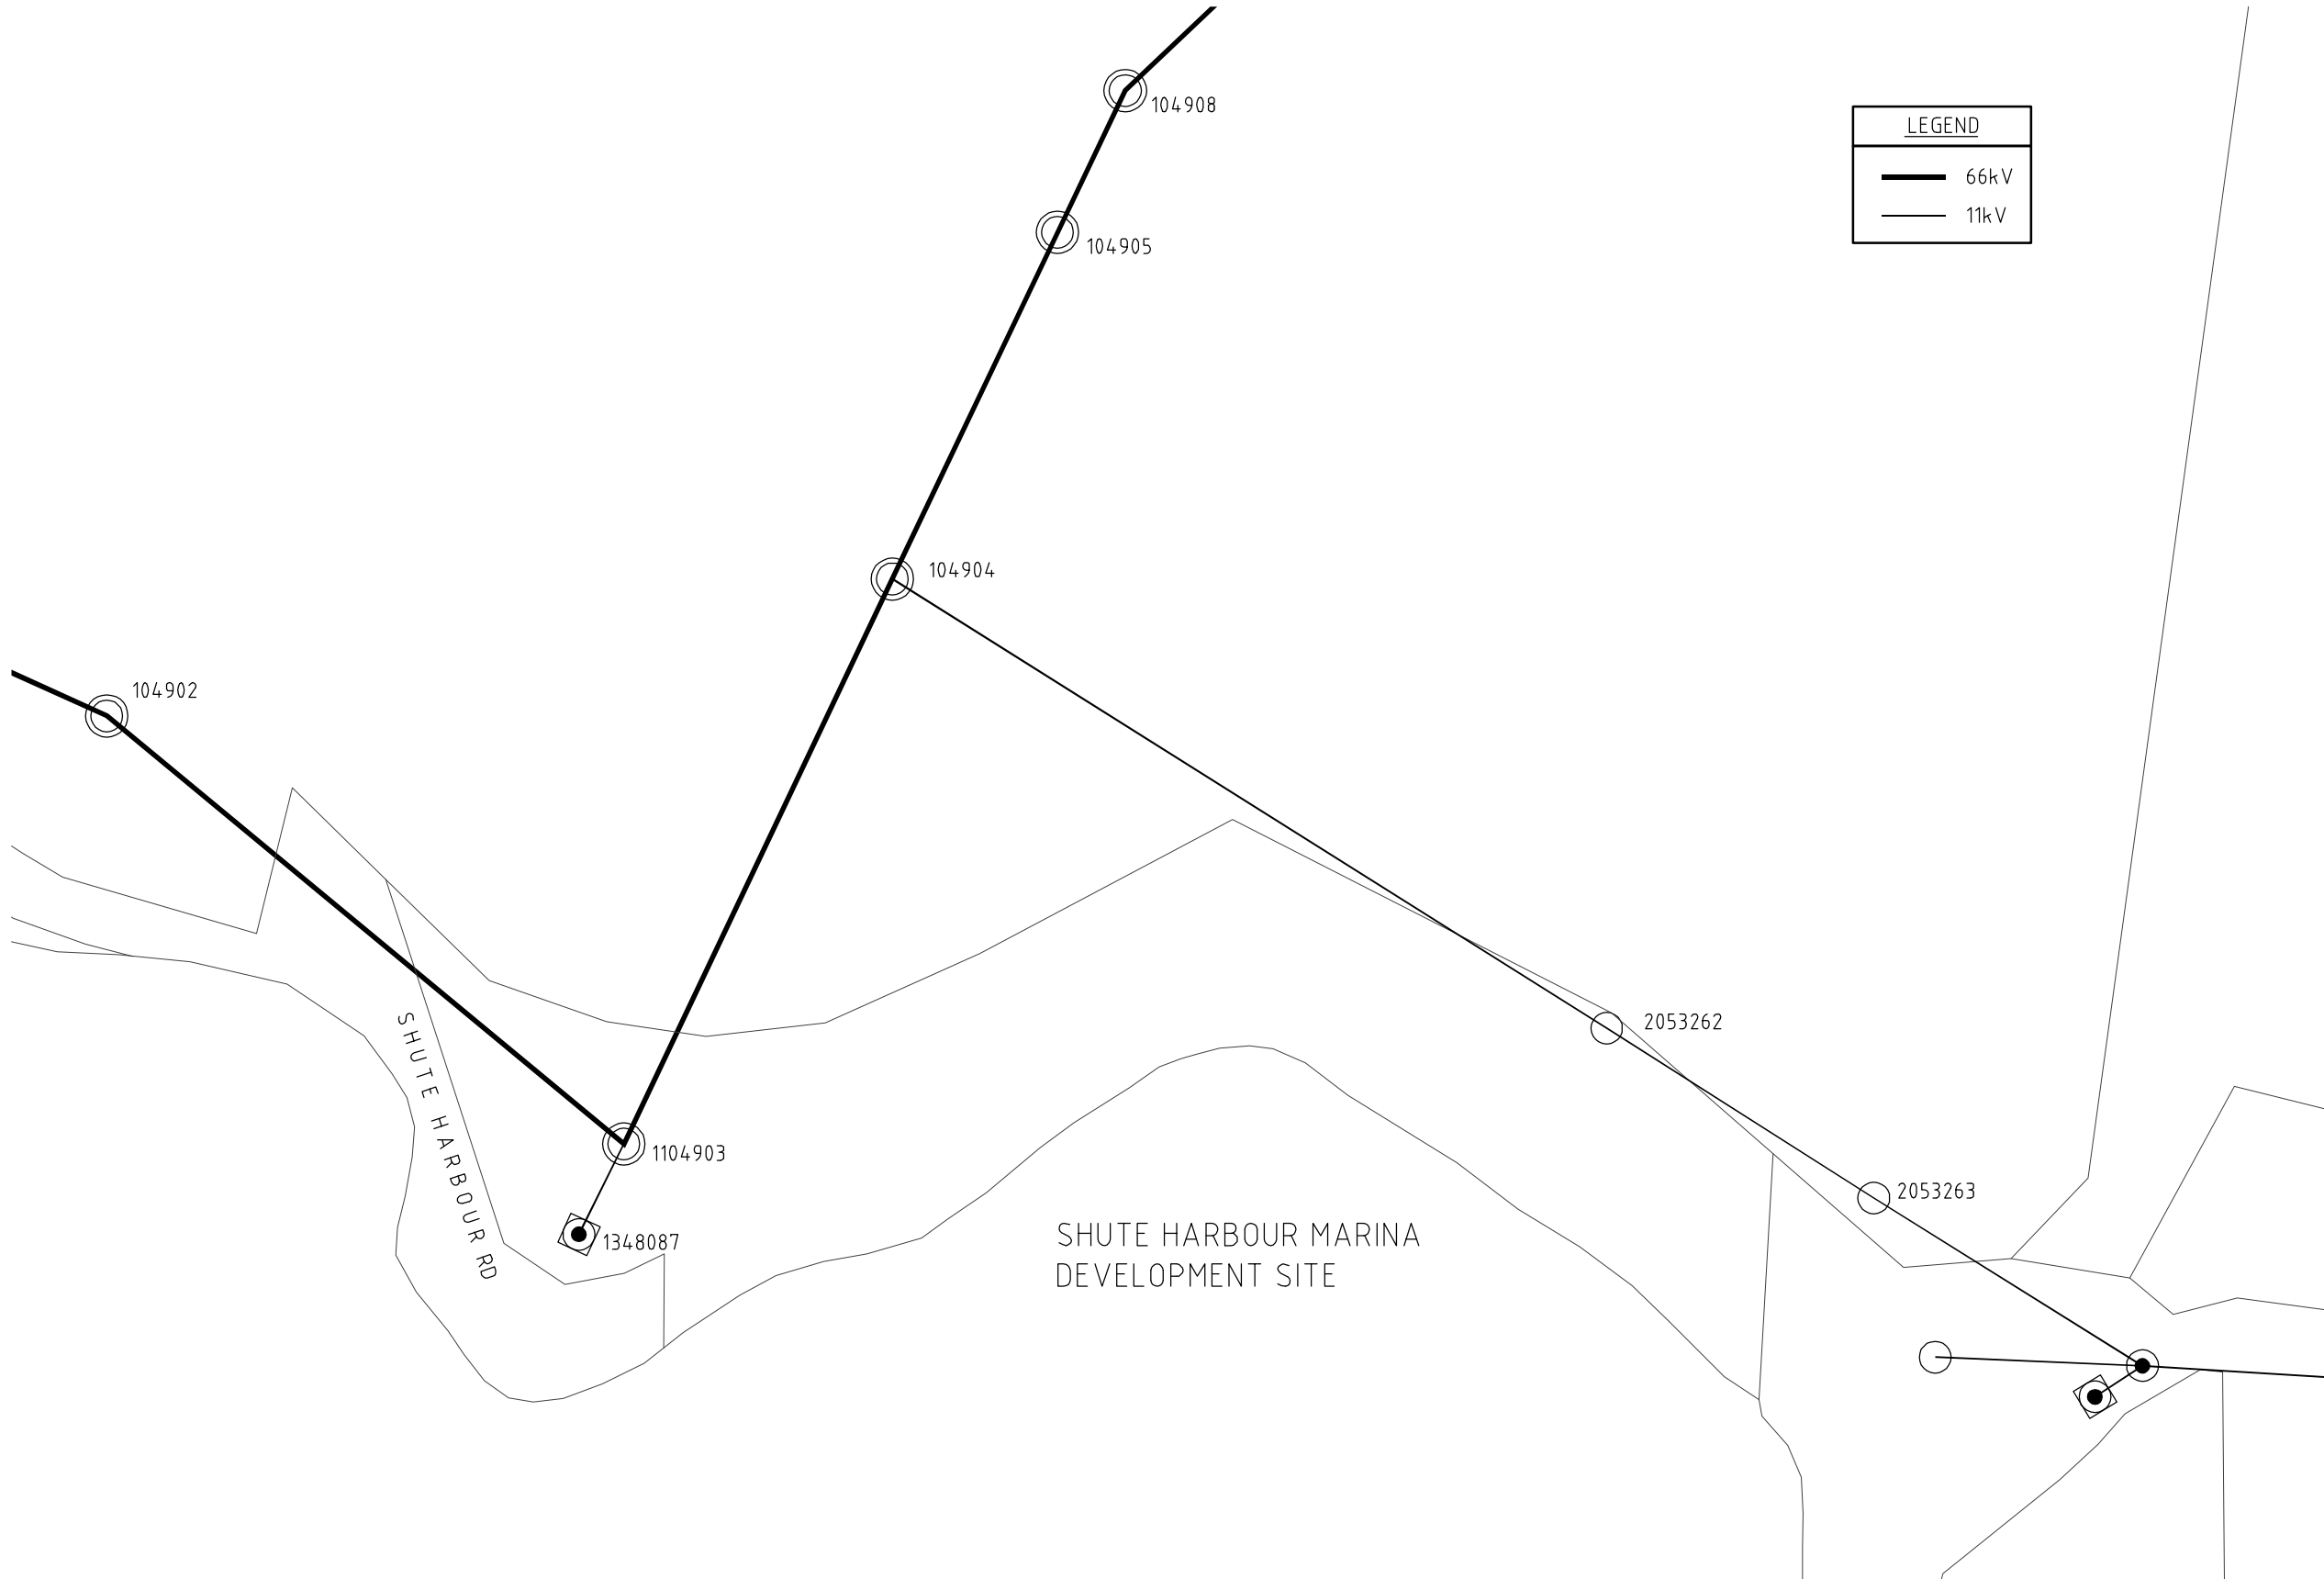 104908
LEGEND
66kV
11kV
104905
104904
104902
2053262
SHUTE HARBOUR RD
1104903
2053263
1348087
SHUTE HARBOUR MARINA
DEVELOPMENT SITE